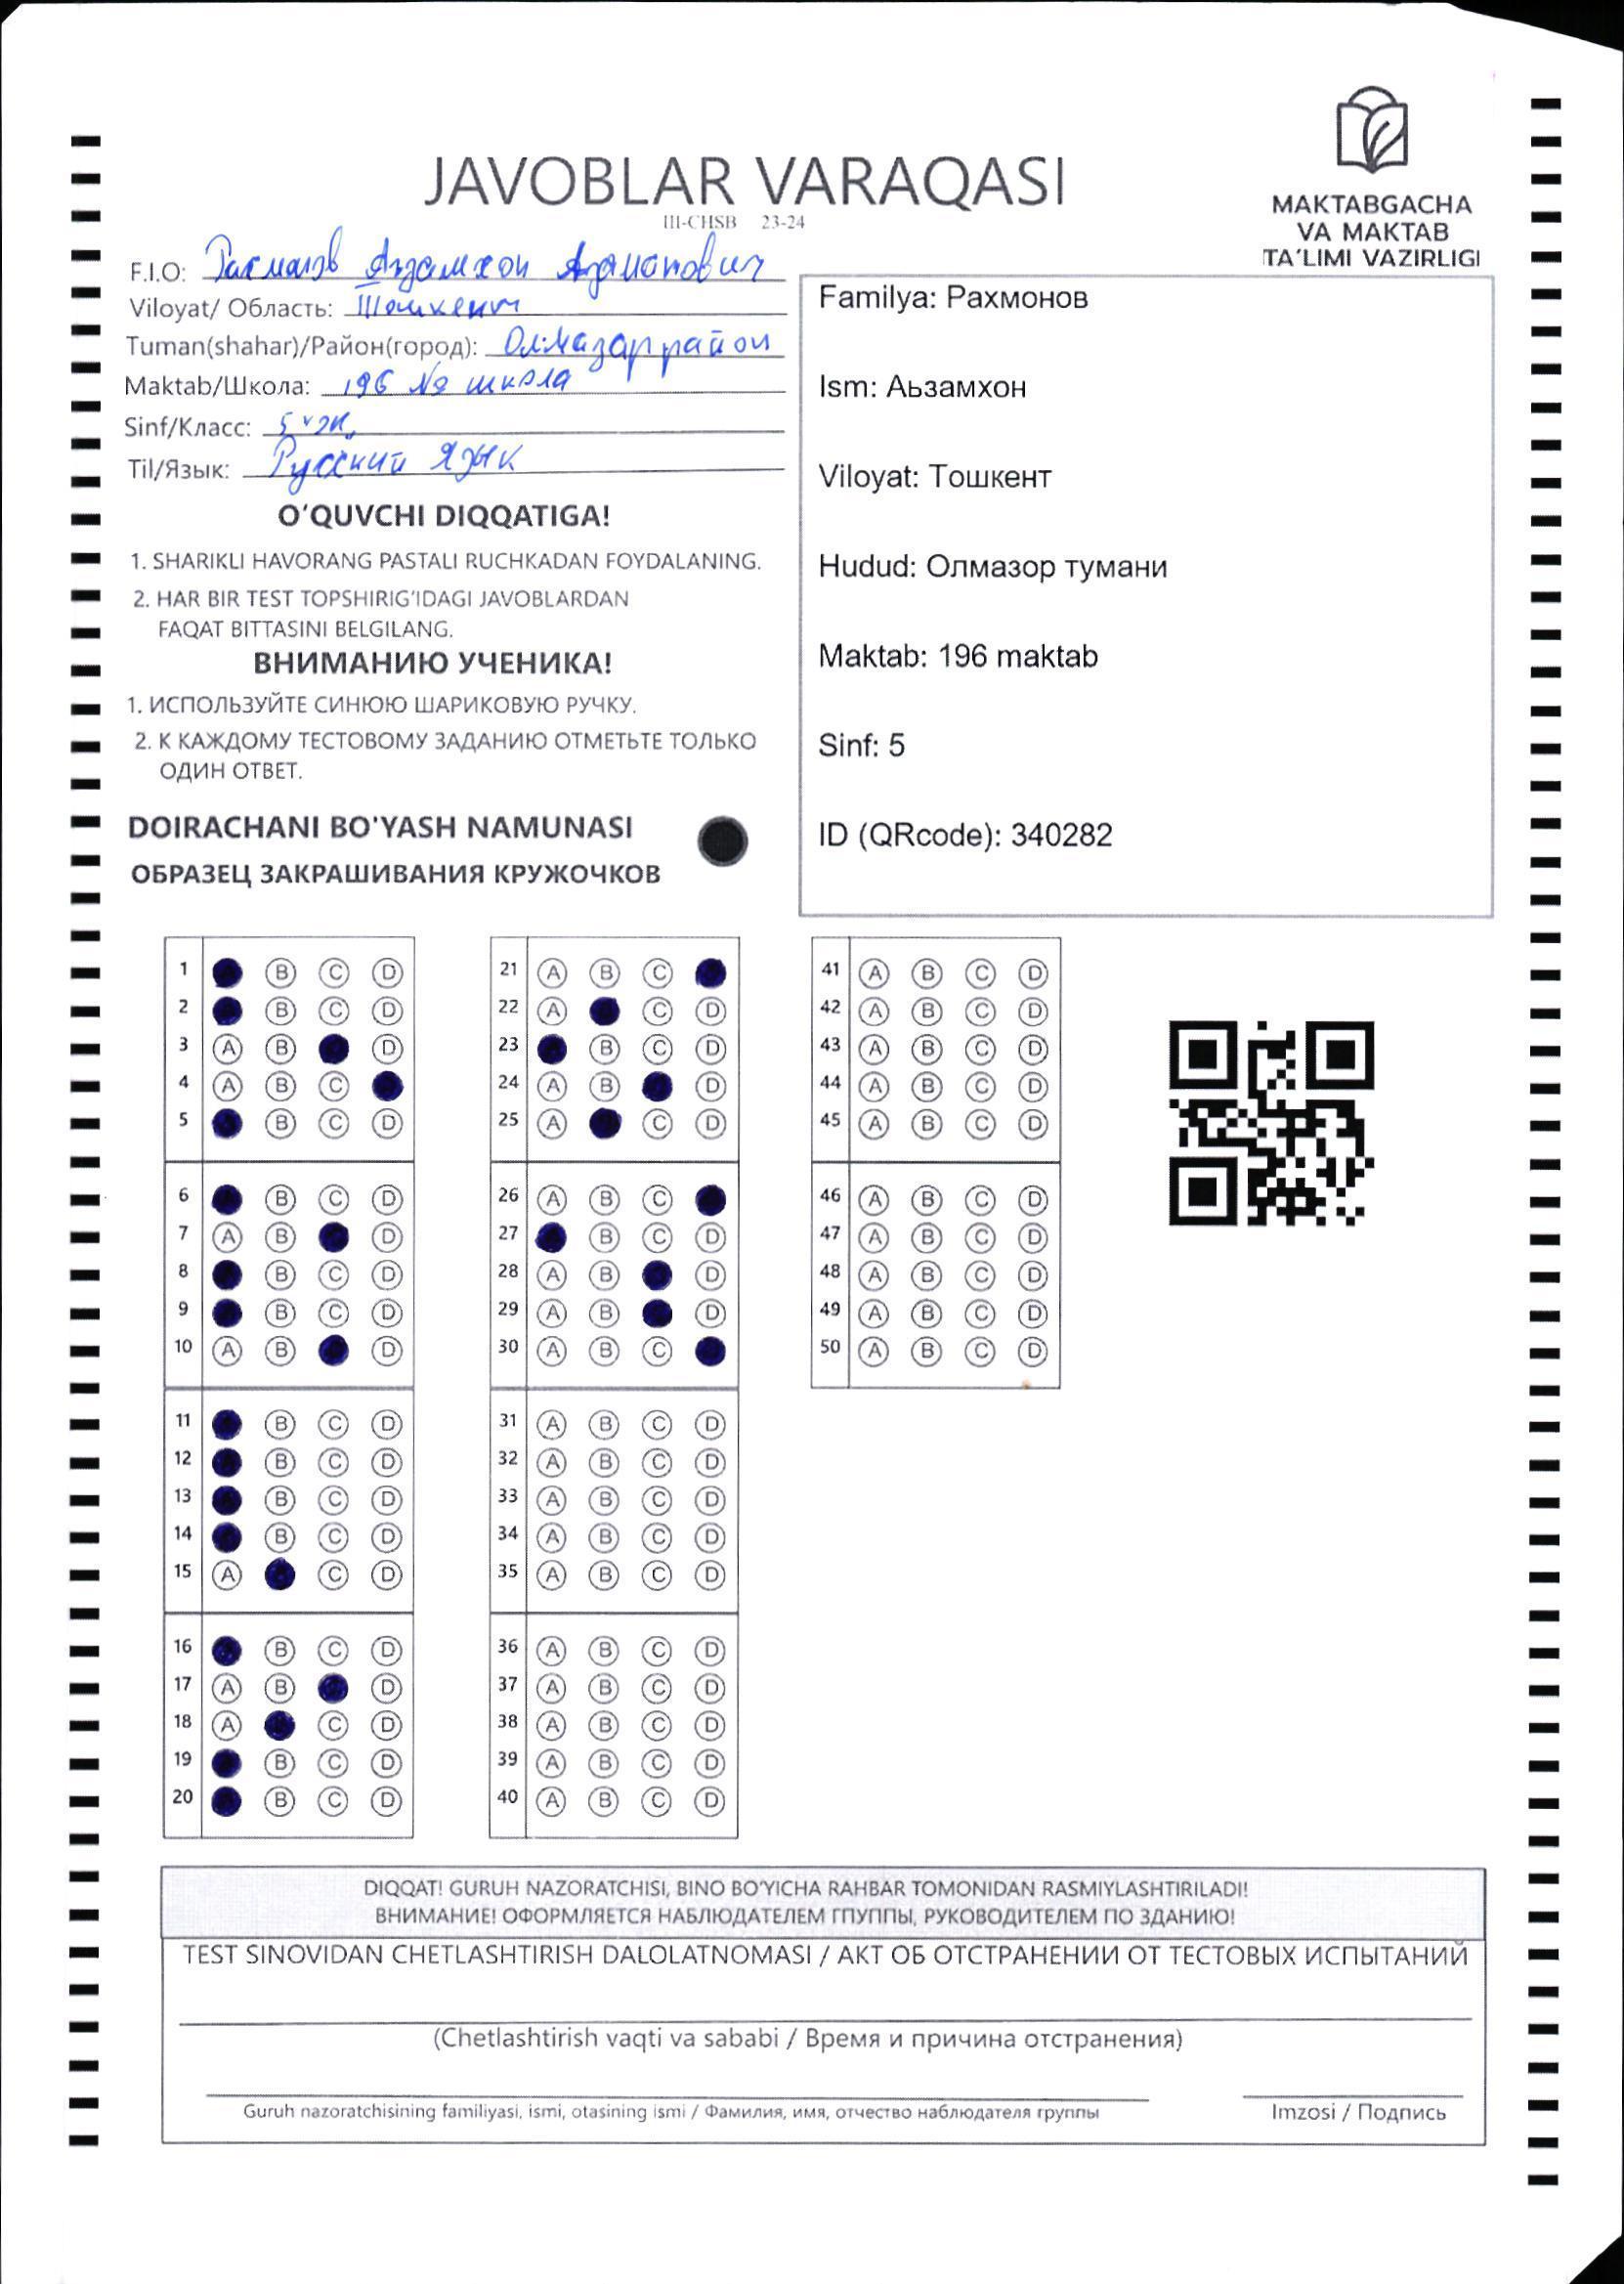 MAKTABGACHA
VA MAKTAB
TA'LIMI VAZIRLIGI
JAVOBLAR VARAQASI
III-CHSB 23-24
F.I.O: Рахманов Аъзамхон
Viloyat/ Область: Ташкент
Tuman(shahar)/Район(город): Олмазар район
Maktab/Школа: 196 № школа
Sinf/Класс: 5
Til/Язык: Русский язык
O'QUVCHI DIQQATIGA!
1. SHARIKLI HAVORANG PASTALI RUCHKADAN FOYDALANING.
2. HAR BIR TEST TOPSHIRIG'IDAGI JAVOBLARDAN
FAQAT BITTASINI BELGILANG.
ВНИМАНИЮ УЧЕНИКА!
1. ИСПОЛЬЗУЙТЕ СИНЮЮ ШАРИКОВУЮ РУЧКУ.
2. К КАЖДОМУ ТЕСТОВОМУ ЗАДАНИЮ ОТМЕТЬТЕ ТОЛЬКО
ОДИН ОТВЕТ.
DOIRACHANI BO'YASH NAMUNASI
ОБРАЗЕЦ ЗАКРАШИВАНИЯ КРУЖОЧКОВ
Familya: Рахмонов
Ism: Аьзамхон
Viloyat: Тошкент
Hudud: Олмазор тумани
Maktab: 196 maktab
Sinf: 5
ID (QRcode): 340282
1 B C D
2 B C D
3 A B D
4 A B C
5 B C D
6 B C D
7 A B D
8 B C D
9 B C D
10 A B D
11 B C D
12 B C D
13 B C D
14 B C D
15 A C D
16 B C D
17 A B D
18 A C D
19 B C D
20 B C D
21 A B C
22 A C D
23 B C D
24 A B D
25 A C D
26 A B C
27 B C D
28 A B D
29 A B D
30 A B C
31 A B C D
32 A B C D
33 A B C D
34 A B C D
35 A B C D
36 A B C D
37 A B C D
38 A B C D
39 A B C D
40 A B C D
41 A B C D
42 A B C D
43 A B C D
44 A B C D
45 A B C D
46 A B C D
47 A B C D
48 A B C D
49 A B C D
50 A B C D
DIQQAT! GURUH NAZORATCHISI, BINO BO'YICHA RAHBAR TOMONIDAN RASMIYLASHTIRILADI!
ВНИМАНИЕ! ОФОРМЛЯЕТСЯ НАБЛЮДАТЕЛЕМ ГПУППЫ, РУКОВОДИТЕЛЕМ ПО ЗДАНИЮ!
TEST SINOVIDAN CHETLASHTIRISH DALOLATNOMASI / АКТ ОБ ОТСТРАНЕНИИ ОТ ТЕСТОВЫХ ИСПЫТАНИЙ
(Chetlashtirish vaqti va sababi / Время и причина отстранения)
Guruh nazoratchisining familiyasi, ismi, otasining ismi / Фамилия, имя, отчество наблюдателя группы
Imzosi / Подпись